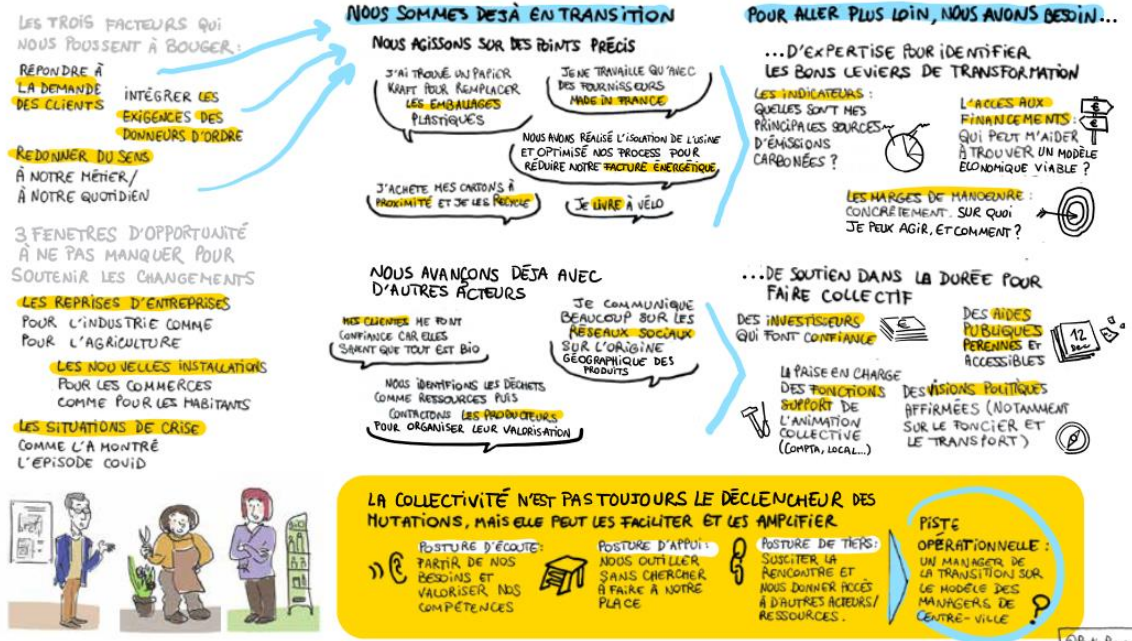 LES TROIS FACTEURS QUI
NOUS POUSSENT À BOUGER :
RÉPONDRE À
LA DEMANDE
DES CLIENTS
INTÉGRER LES
EXIGENCES DES
DONNEURS D'ORDRE
REDONNER DU SENS
À NOTRE MÉTIER/
À NOTRE QUOTIDIEN
3 FENETRES D'OPPORTUNITÉ
À NE PAS MANQUER POUR
SOUTENIR LES CHANGEMENTS
LES REPRISES D'ENTREPRISES
POUR L'INDUSTRIE COMME
POUR L'AGRICULTURE
LES NOUVELLES INSTALLATIONS
POUR LES COMMERCES
COMME POUR LES HABITANTS
LES SITUATIONS DE CRISE
COMME L'A MONTRÉ
L'ÉPISODE COVID
NOUS SOMMES DEJÀ EN TRANSITION
NOUS AGISSONS SUR DES POINTS PRÉCIS
J'AI TROUVÉ UN PAPIER
KRAFT POUR REMPLACER
LES EMBALLAGES
PLASTIQUES
JE NE TRAVAILLE QU'AVEC
DES FOURNISSEURS
MADE IN FRANCE
NOUS AVONS RÉALISÉ L'ISOLATION DE L'USINE
ET OPTIMISÉ NOS PROCESS POUR
RÉDUIRE NOTRE FACTURE ÉNERGÉTIQUE
J'ACHÈTE MES CARTONS À
PROXIMITÉ ET JE LES RECYCLE
JE LIVRE À VÉLO
NOUS AVANÇONS DÉJA AVEC
D'AUTRES ACTEURS
MES CLIENTES ME FONT
CONFIANCE CAR ELLES
SAVENT QUE TOUT EST BIO
JE COMMUNIQUE
BEAUCOUP SUR LES
RÉSEAUX SOCIAUX
SUR L'ORIGINE
GÉOGRAPHIQUE DES
PRODUITS
NOUS IDENTIFIONS LES DÉCHETS
COMME RESSOURCES PUIS
CONTACTONS LES PRODUCTEURS
POUR ORGANISER LEUR VALORISATION
POUR ALLER PLUS LOIN, NOUS AVONS BESOIN...
...D'EXPERTISE POUR IDENTIFIER
LES BONS LEVIERS DE TRANSFORMATION
LES INDICATEURS :
QUELLES SONT MES
PRINCIPALES SOURCES
D'ÉMISSIONS
CARBONÉES ?
L'ACCÈS AUX
FINANCEMENTS :
QUI PEUT M'AIDER
À TROUVER UN MODÈLE
ÉCONOMIQUE VIABLE ?
LES MARGES DE MANOEUVRE :
CONCRÈTEMENT. SUR QUOI
JE PEUX AGIR, ET COMMENT ?
...DE SOUTIEN DANS LA DURÉE POUR
FAIRE COLLECTIF
DES INVESTISSEURS
QUI FONT CONFIANCE
DES AIDES
PUBLIQUES
PERENNES ET
ACCESSIBLES
12
DEC
LA PRISE EN CHARGE
DES FONCTIONS
SUPPORT DE
L'ANIMATION
COLLECTIVE
(COMPTA, LOCAL...)
DES VISIONS POLITIQUES
AFFIRMÉES (NOTAMMENT
SUR LE FONCIER ET
LE TRANSPORT)
BIO
LA COLLECTIVITÉ N'EST PAS TOUJOURS LE DÉCLENCHEUR DES
MUTATIONS, MAIS ELLE PEUT LES FACILITER ET LES AMPLIFIER
POSTURE D'ÉCOUTE :
PARTIR DE NOS
BESOINS ET
VALORISER NOS
COMPÉTENCES
POSTURE D'APPUI :
NOUS OUTILLER
SANS CHERCHER
À FAIRE À NOTRE
PLACE
POSTURE DE TIERS :
SUSCITER LA
RENCONTRE ET
NOUS DONNER ACCÈS
À D'AUTRES ACTEURS/
RESSOURCES.
PISTE
OPÉRATIONNELLE :
UN MANAGER DE
LA TRANSITION SUR
LE MODÈLE DES
MANAGERS DE
CENTRE-VILLE ?